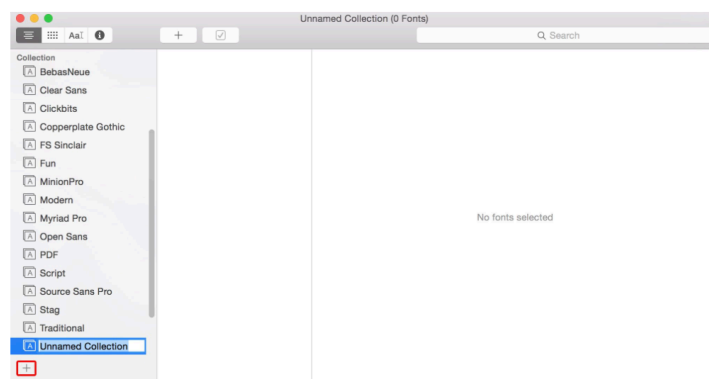 Unnamed Collection (0 Fonts)
AaI
Search
Collection
BebasNeue
Clear Sans
Clickbits
Copperplate Gothic
FS Sinclair
Fun
MinionPro
Modern
Myriad Pro
Open Sans
PDF
Script
Source Sans Pro
Stag
Traditional
Unnamed Collection
No fonts selected